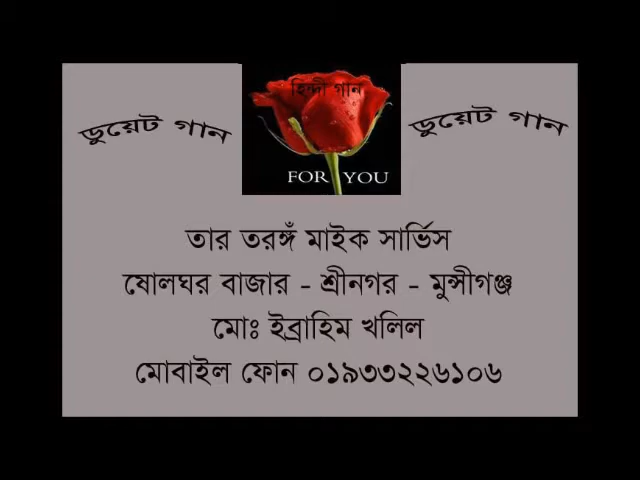 হিন্দী গান
ডুয়েট গান
ডুয়েট গান
FOR YOU
তার তরঙ্গঁ মাইক সার্ভিস
ষোলঘর বাজার - শ্রীনগর - মুন্সীগঞ্জ
মোঃ ইব্রাহিম খলিল
মোবাইল ফোন ০১৯৩৩২২৬১০৬